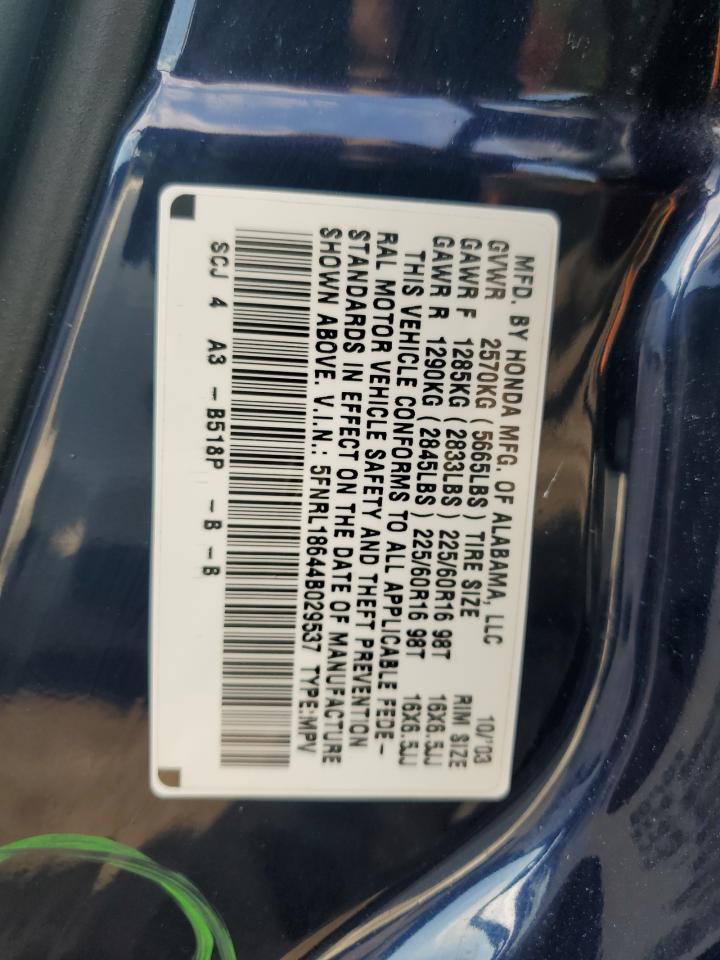 MFD. BY HONDA MFG. OF ALABAMA, LLC 10/'03
GVWR 2570KG (5665LBS) TIRE SIZE RIM SIZE
GAWR F 1285KG (2833LBS) 225/60R16 98T 16X6.5JJ
GAWR R 1290KG (2845LBS) 225/60R16 98T 16X6.5JJ
THIS VEHICLE CONFORMS TO ALL APPLICABLE FEDE-
RAL MOTOR VEHICLE SAFETY AND THEFT PREVENTION
STANDARDS IN EFFECT ON THE DATE OF MANUFACTURE
SHOWN ABOVE. V.I.N.: 5FNRL18644B029537 TYPE:MPV
SCJ 4 A3 -B518P -B -B